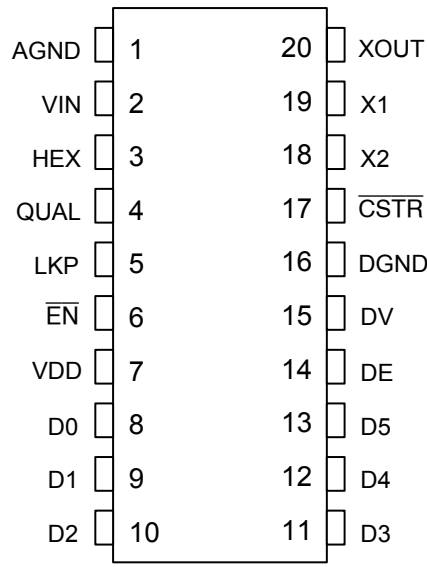 AGND 1 20 XOUT
VIN 2 19 X1
HEX 3 18 X2
QUAL 4 17 CSTR
LKP 5 16 DGND
EN 6 15 DV
VDD 7 14 DE
D0 8 13 D5
D1 9 12 D4
D2 10 11 D3